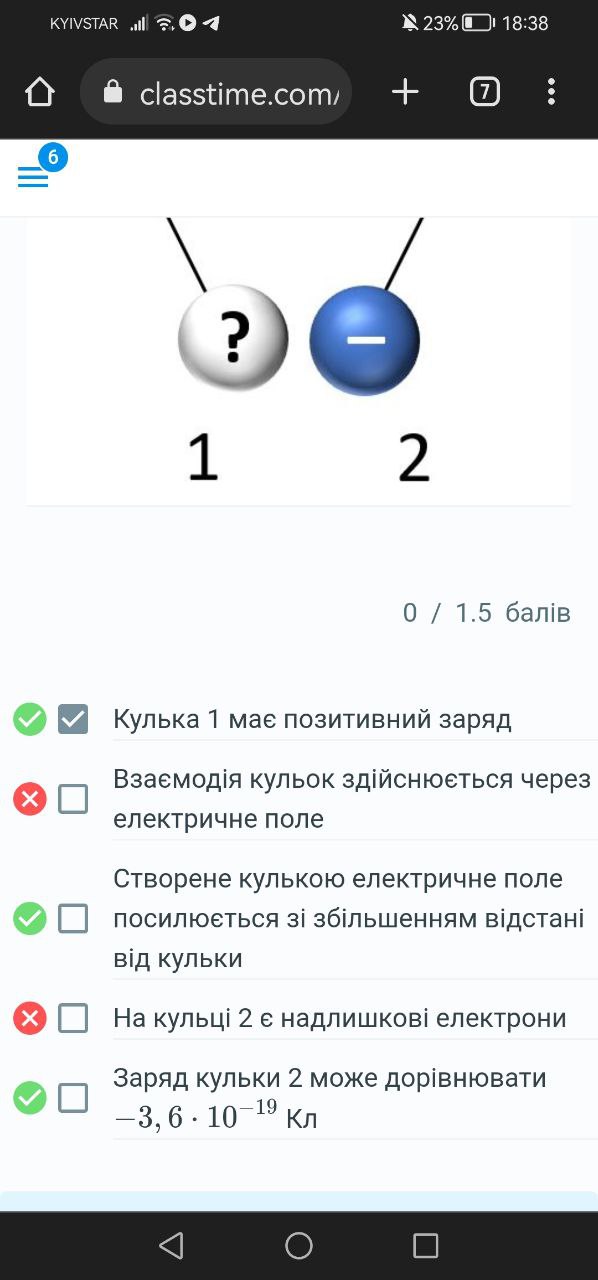 KYIVSTAR 23% 18:38
classtime.com/ 7
6
? −
1 2
0 / 1.5 балів
Кулька 1 має позитивний заряд
Взаємодія кульок здійснюється через
електричне поле
Створене кулькою електричне поле
посилюється зі збільшенням відстані
від кульки
На кульці 2 є надлишкові електрони
Заряд кульки 2 може дорівнювати
−3, 6 · 10⁻¹⁹ Кл